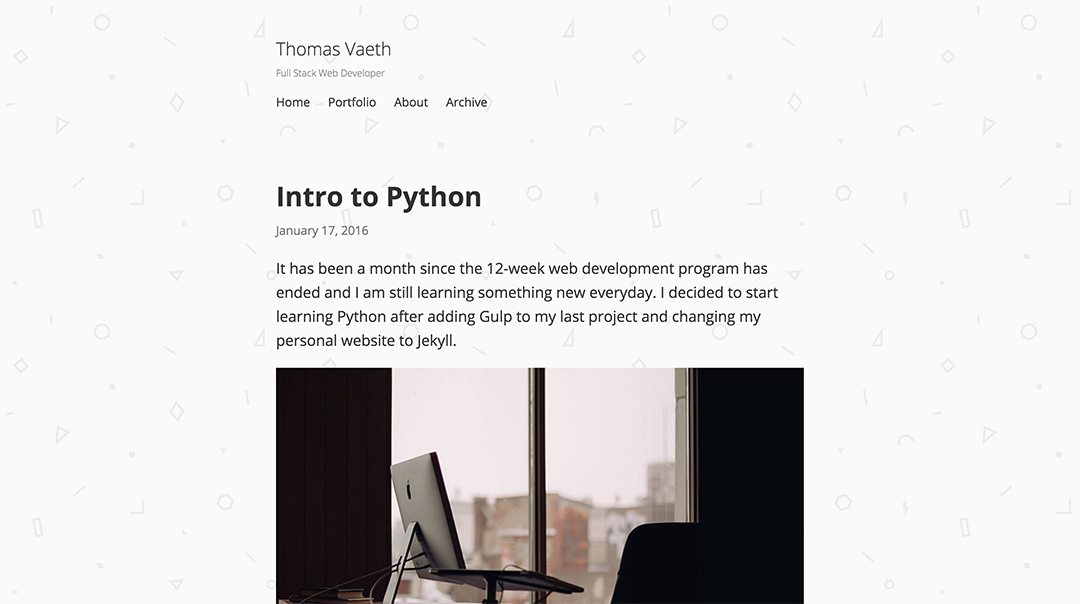 Thomas Vaeth
Full Stack Web Developer
Home Portfolio About Archive
Intro to Python
January 17, 2016
It has been a month since the 12-week web development program has
ended and I am still learning something new everyday. I decided to start
learning Python after adding Gulp to my last project and changing my
personal website to Jekyll.